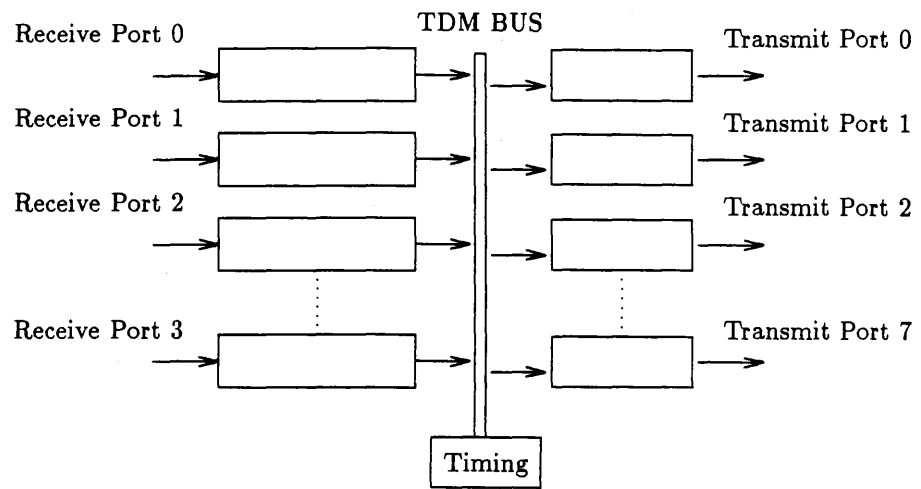 TDM BUS
Receive Port 0
Transmit Port 0
Receive Port 1
Transmit Port 1
Receive Port 2
Transmit Port 2
Receive Port 3
Transmit Port 7
Timing